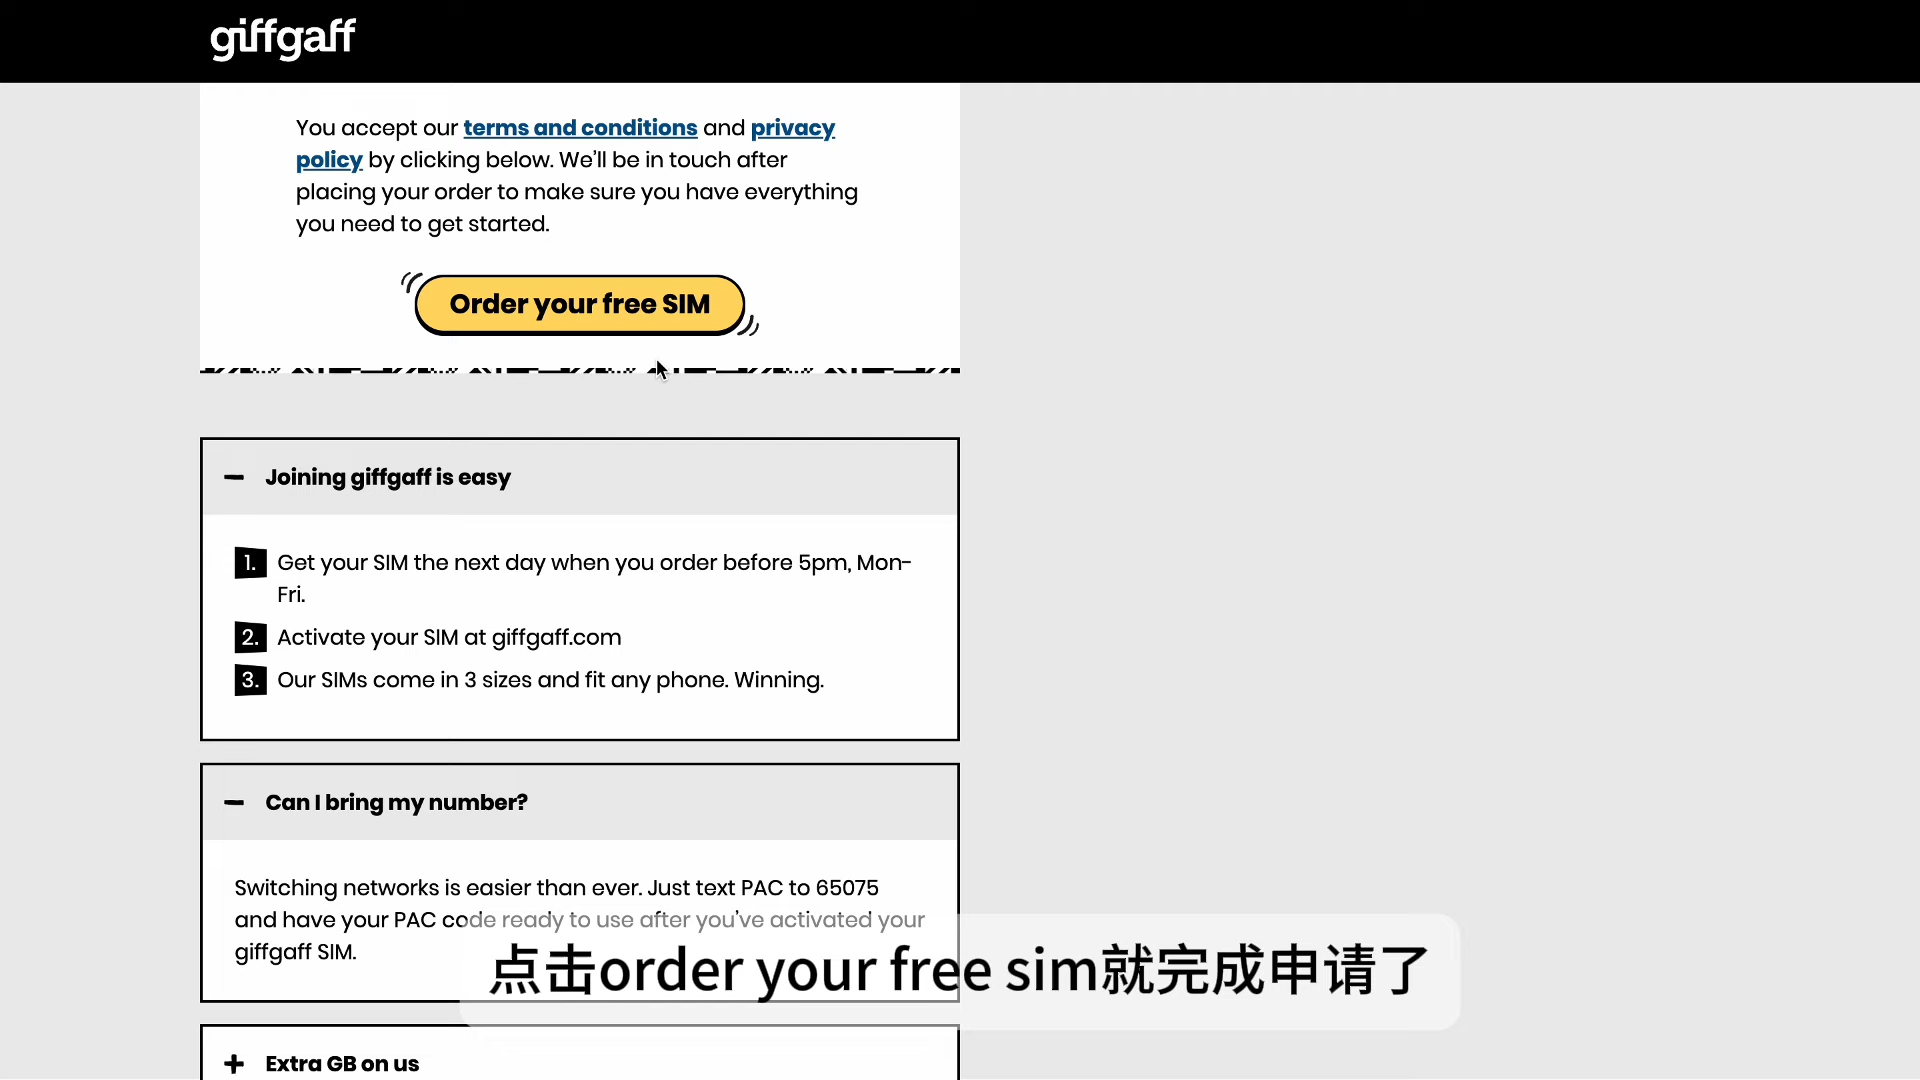 giffgaff
You accept our terms and conditions and privacy
policy by clicking below. We'll be in touch after
placing your order to make sure you have everything
you need to get started.
Order your free SIM
Joining giffgaff is easy
1. Get your SIM the next day when you order before 5pm, Mon-
Fri.
2. Activate your SIM at giffgaff.com
3. Our SIMs come in 3 sizes and fit any phone. Winning.
Can I bring my number?
Switching networks is easier than ever. Just text PAC to 65075
and have your PAC code ready to use after you've activated your
giffgaff SIM.
点击order your free sim就完成申请了
Extra GB on us